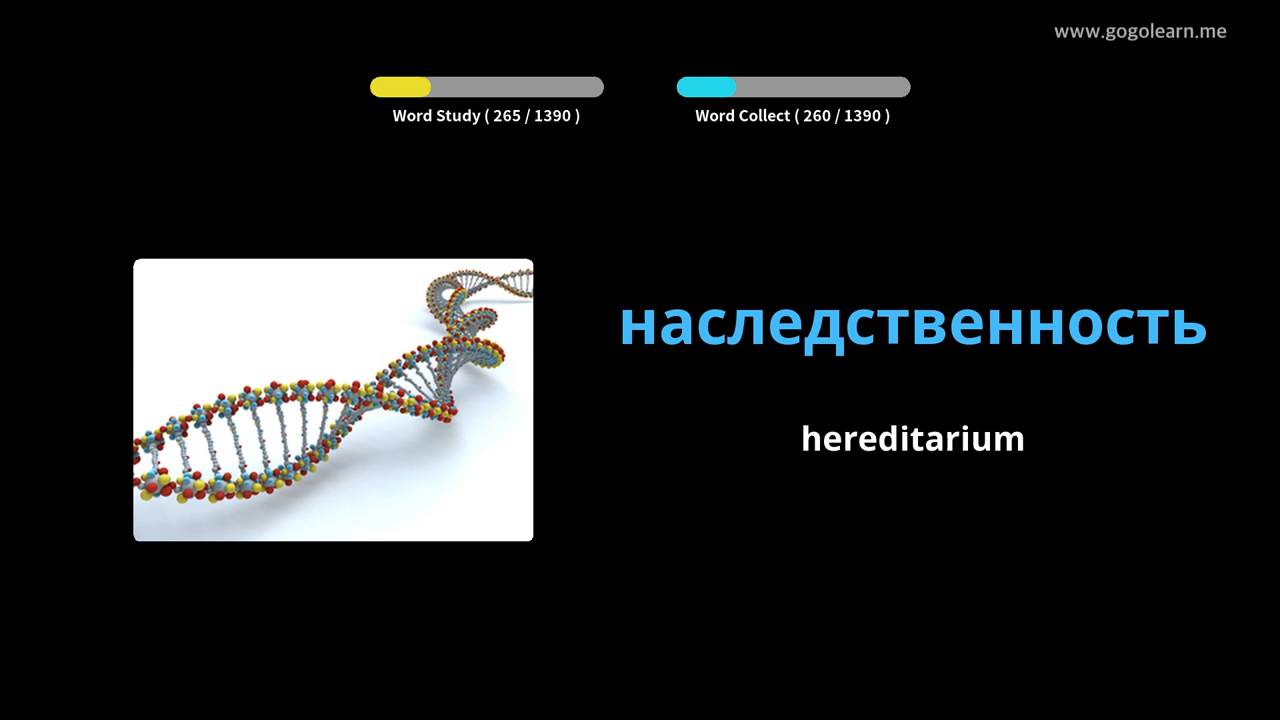 www.gogolearn.me
Word Study ( 265 / 1390 )
Word Collect ( 260 / 1390 )
наследственность
hereditarium